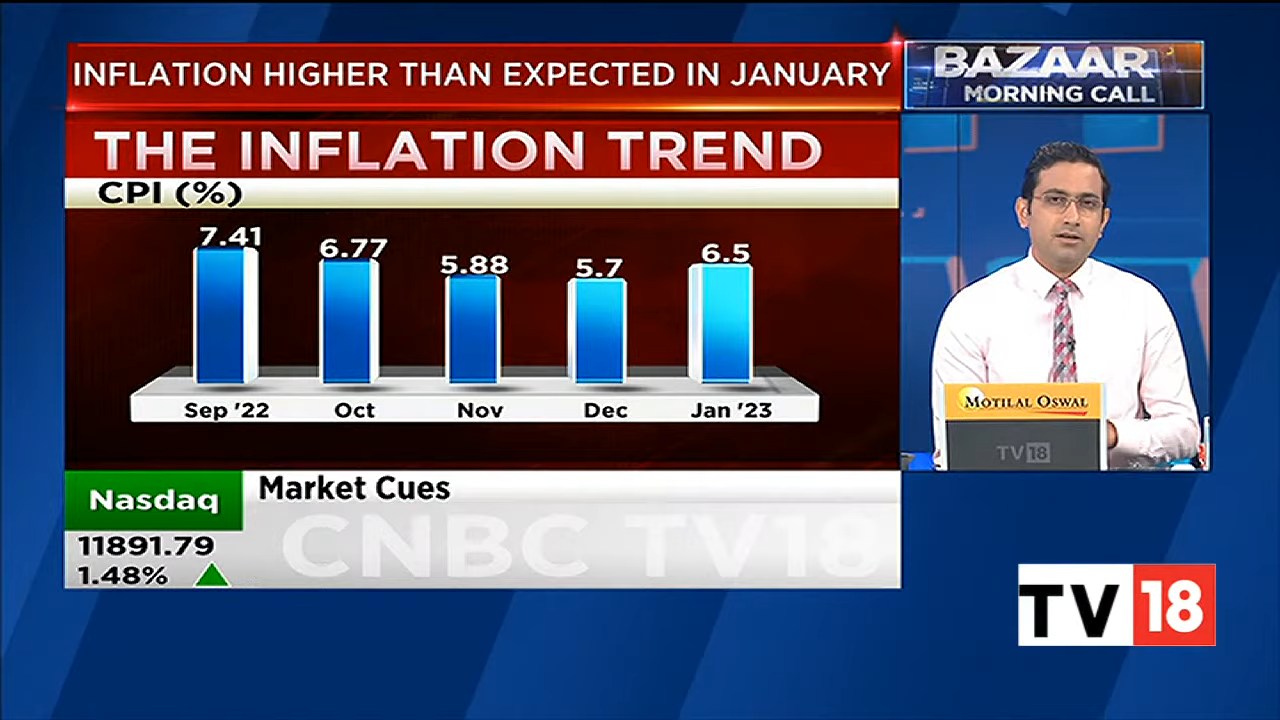 INFLATION HIGHER THAN EXPECTED IN JANUARY
BAZAAR
MORNING CALL
THE INFLATION TREND
CPI (%)
7.41
6.77
5.88
5.7
6.5
Sep '22
Oct
Nov
Dec
Jan '23
MOTILAL OSWAL
TV18
Nasdaq
11891.79
1.48%
Market Cues
CNBC TV18
TV18